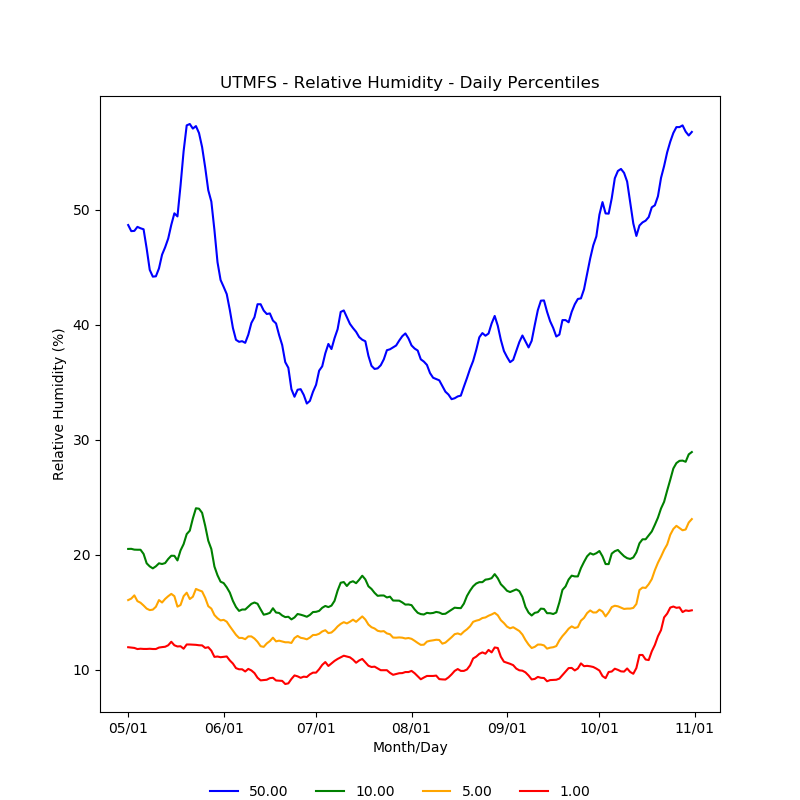 UTMFS - Relative Humidity - Daily Percentiles
Relative Humidity (%)
50
40
30
20
10
05/01 06/01 07/01 08/01 09/01 10/01 11/01
Month/Day
50.00 10.00 5.00 1.00